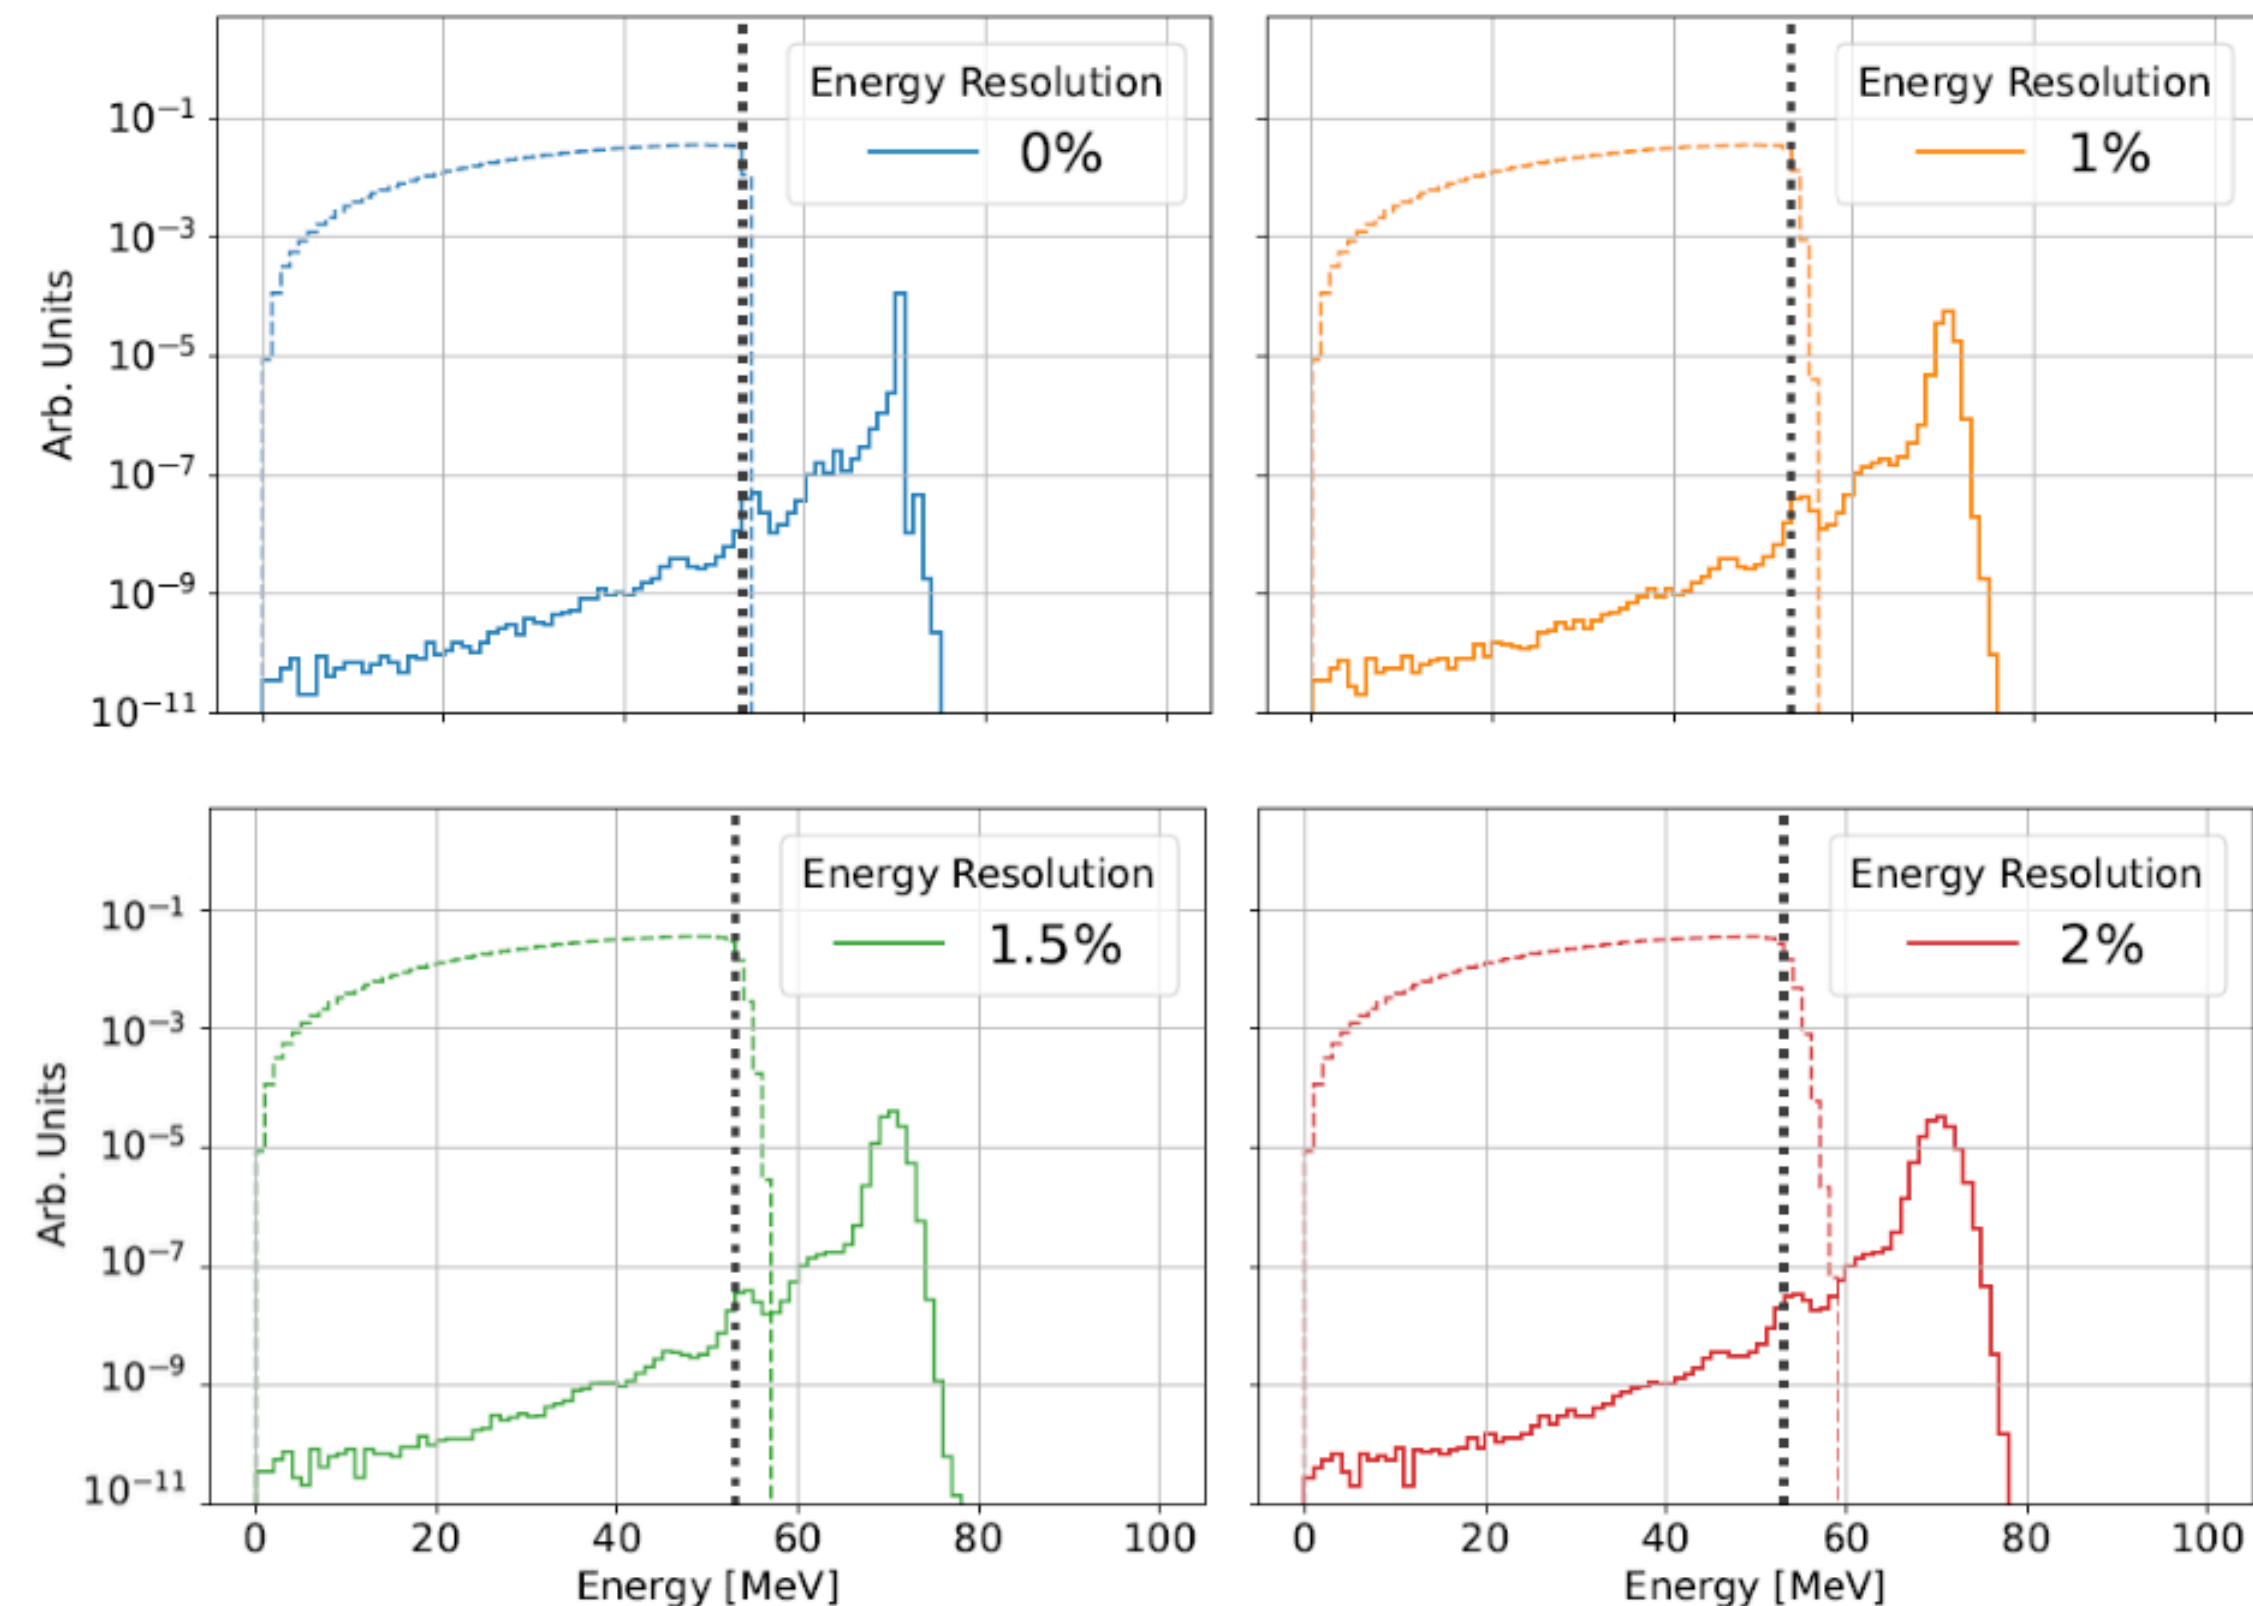 Energy Resolution
0%
Energy Resolution
1%
Arb. Units
10⁻¹
10⁻³
10⁻⁵
10⁻⁷
10⁻⁹
10⁻¹¹
Energy Resolution
1.5%
Energy Resolution
2%
Arb. Units
10⁻¹
10⁻³
10⁻⁵
10⁻⁷
10⁻⁹
10⁻¹¹
0 20 40 60 80 100
Energy [MeV]
0 20 40 60 80 100
Energy [MeV]